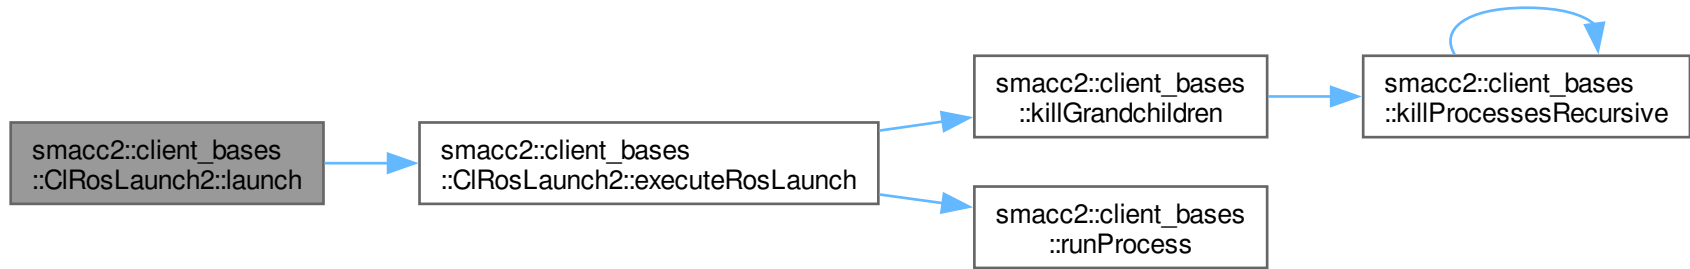 smacc2::client_bases
::ClRosLaunch2::launch
smacc2::client_bases
::ClRosLaunch2::executeRosLaunch
smacc2::client_bases
::killGrandchildren
smacc2::client_bases
::killProcessesRecursive
smacc2::client_bases
::runProcess